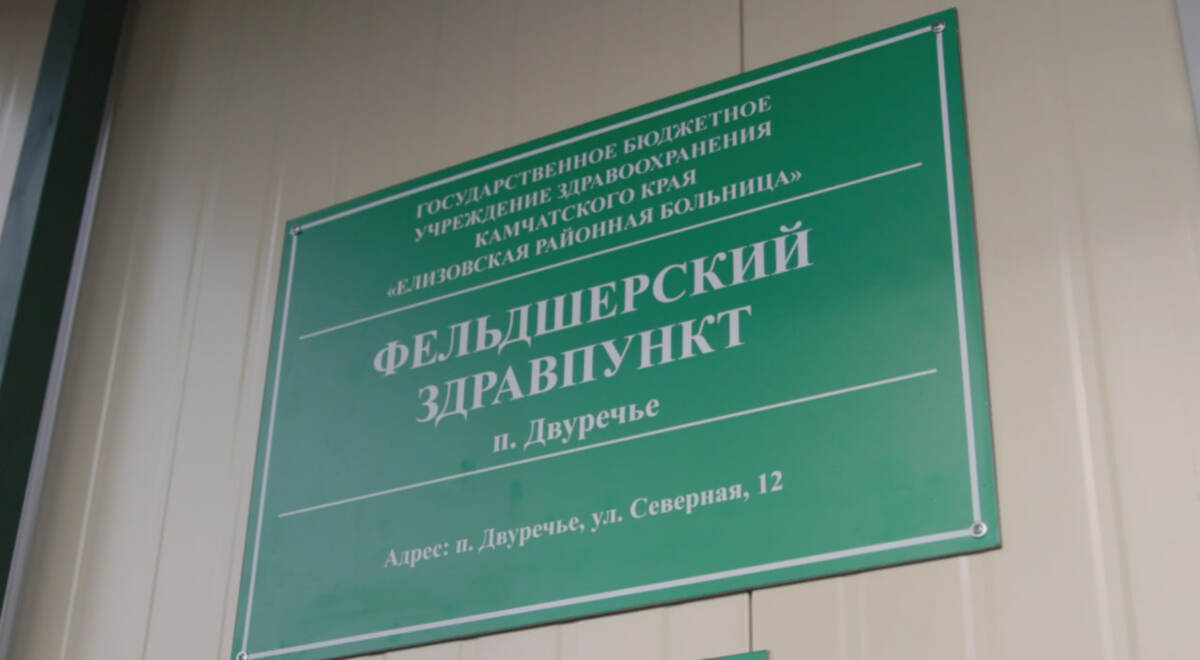 ГОСУДАРСТВЕННОЕ БЮДЖЕТНОЕ
УЧРЕЖДЕНИЕ ЗДРАВООХРАНЕНИЯ
КАМЧАТСКОГО КРАЯ
«ЕЛИЗОВСКАЯ РАЙОННАЯ БОЛЬНИЦА»
ФЕЛЬДШЕРСКИЙ
ЗДРАВПУНКТ
п. Двуречье
Адрес: п. Двуречье, ул. Северная, 12